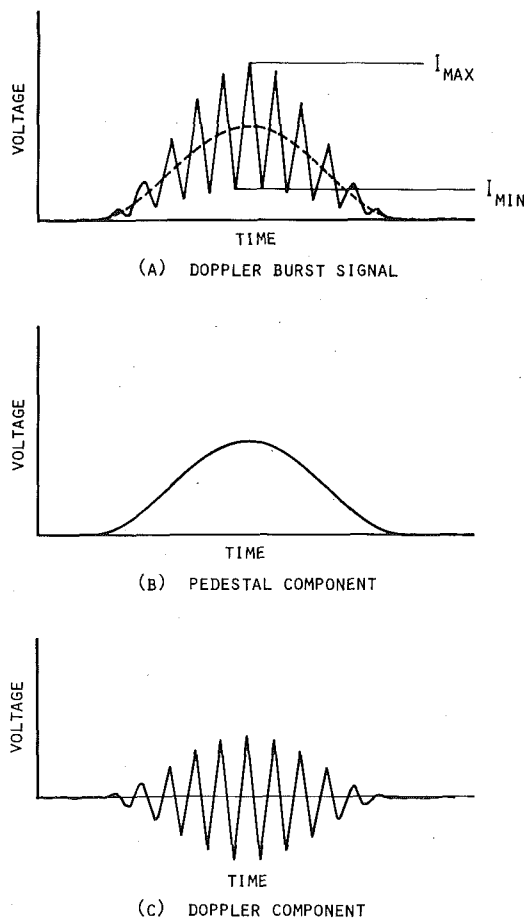 VOLTAGE
I MAX
I MIN
TIME
(A) DOPPLER BURST SIGNAL
VOLTAGE
TIME
(B) PEDESTAL COMPONENT
VOLTAGE
TIME
(C) DOPPLER COMPONENT